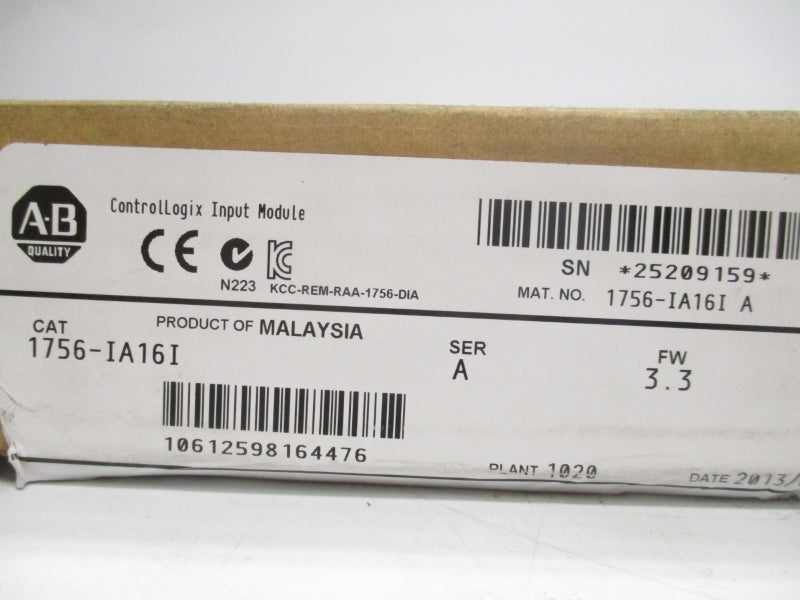 A-B
QUALITY
ControlLogix Input Module
CE
N223
KCC-REM-RAA-1756-DIA
SN *25209159*
MAT. NO. 1756-IA16I A
CAT
1756-IA16I
PRODUCT OF MALAYSIA
SER
A
FW
3.3
10612598164476
PLANT 1020
DATE 2013/